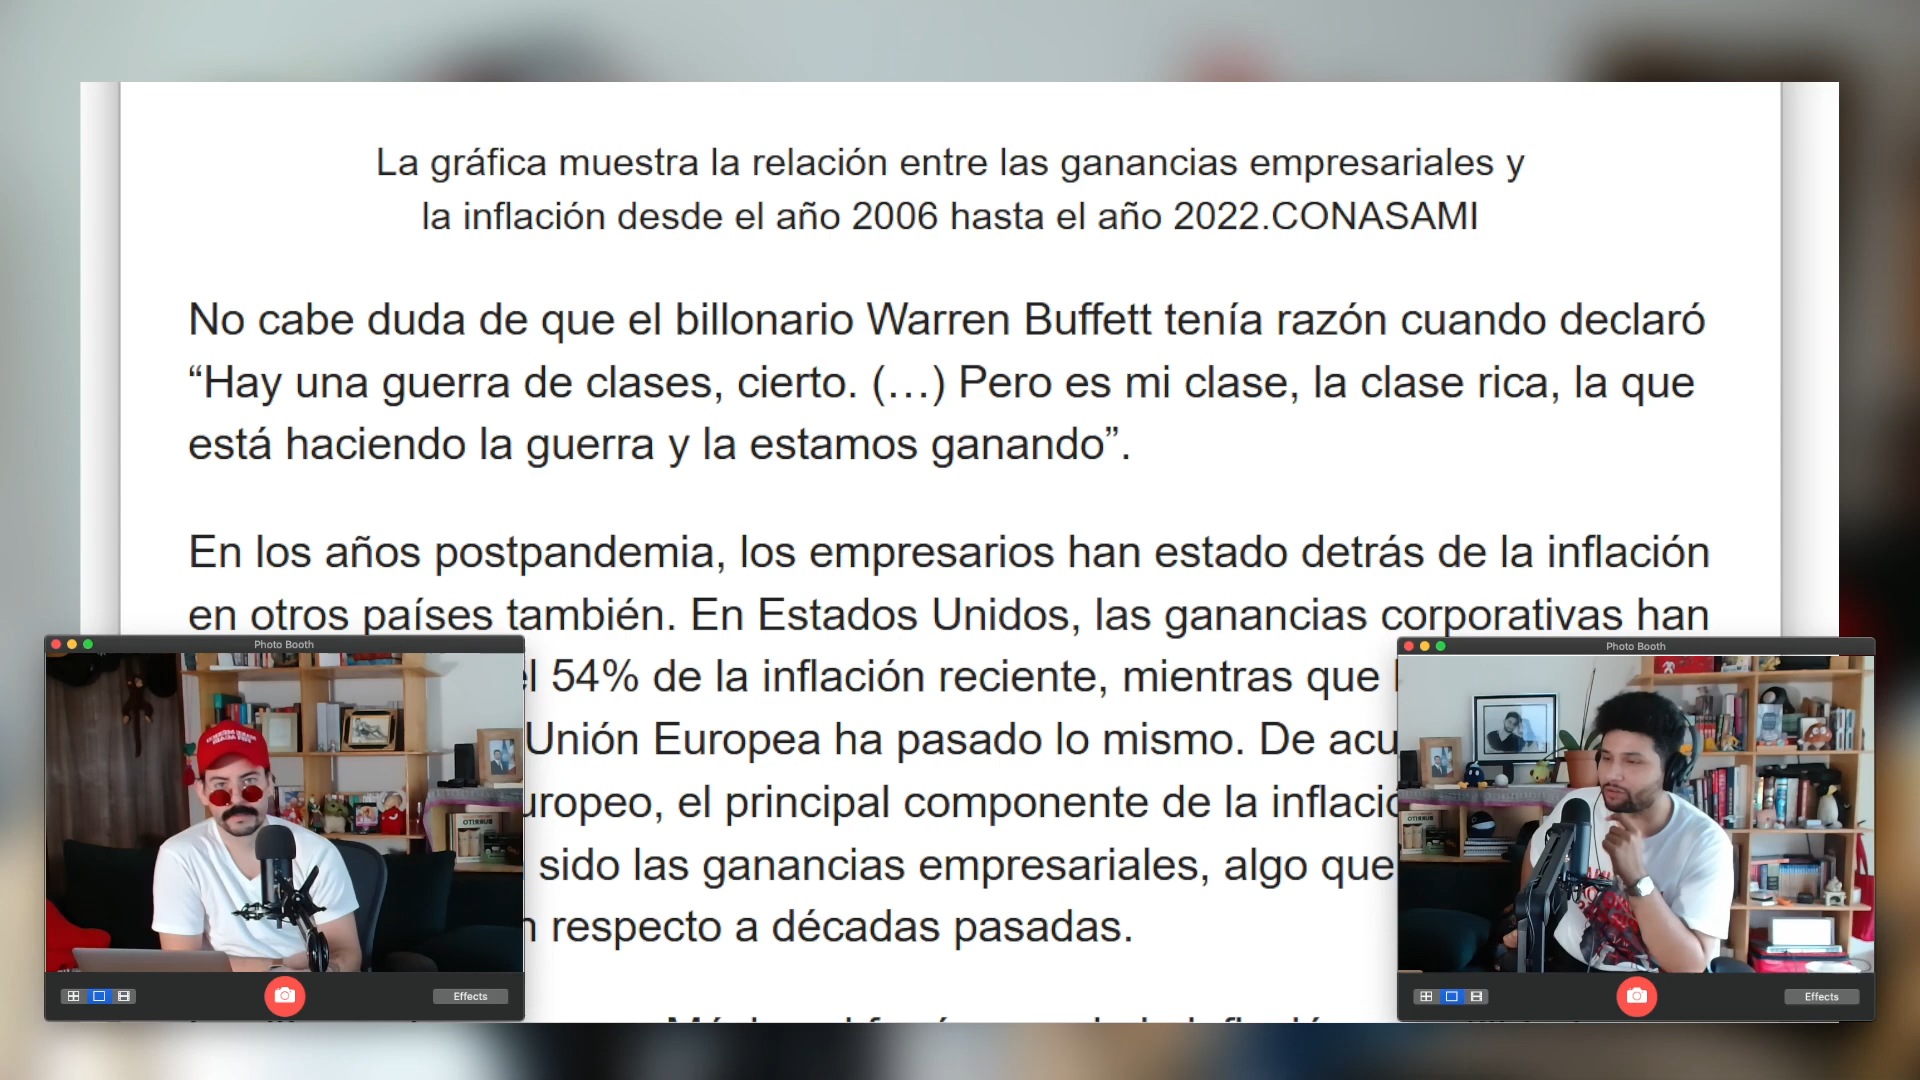 La gráfica muestra la relación entre las ganancias empresariales y
la inflación desde el año 2006 hasta el año 2022.CONASAMI
No cabe duda de que el billonario Warren Buffett tenía razón cuando declaró
“Hay una guerra de clases, cierto. (…) Pero es mi clase, la clase rica, la que
está haciendo la guerra y la estamos ganando”.
En los años postpandemia, los empresarios han estado detrás de la inflación
en otros países también. En Estados Unidos, las ganancias corporativas han
54% de la inflación reciente, mientras que
Unión Europea ha pasado lo mismo. De
el principal componente de la
sido las ganancias empresariales, algo que
respecto a décadas pasadas.
Photo Booth
Effects
Photo Booth
Effects